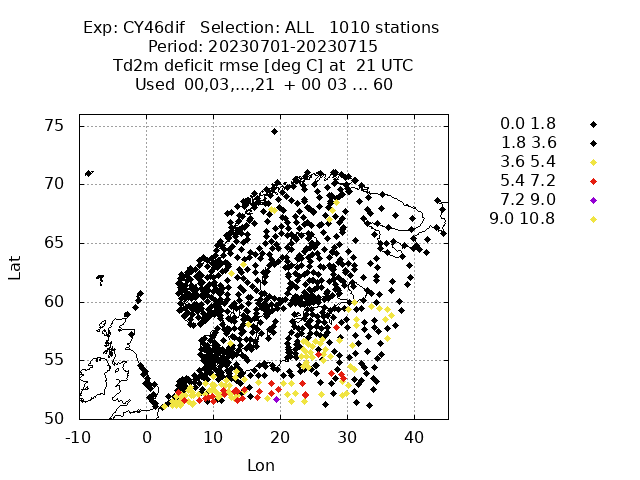 Exp: CY46dif   Selection: ALL   1010 stations
Period: 20230701-20230715
Td2m deficit rmse [deg C] at  21 UTC
Used  00,03,...,21  + 00 03 ... 60
0.0 1.8
1.8 3.6
3.6 5.4
5.4 7.2
7.2 9.0
9.0 10.8
75
70
65
60
55
50
Lat
-10 0 10 20 30 40
Lon